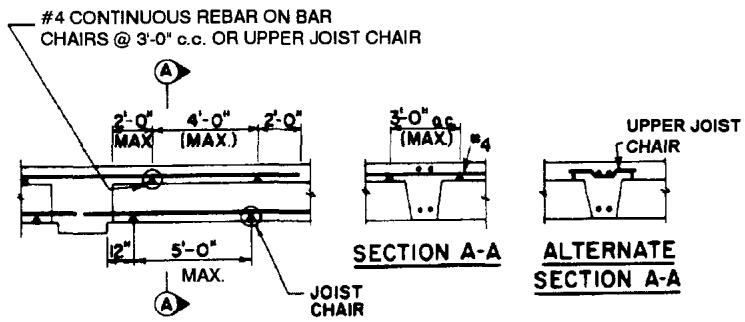 #4 CONTINUOUS REBAR ON BAR
CHAIRS @ 3'-0" c.c. OR UPPER JOIST CHAIR
A
2'-0"
MAX
4'-0"
(MAX.)
2'-0"
12"
5'-0"
MAX.
A
JOIST
CHAIR
3'-0" o.c.
(MAX.)
#4
SECTION A-A
UPPER JOIST
CHAIR
ALTERNATE
SECTION A-A